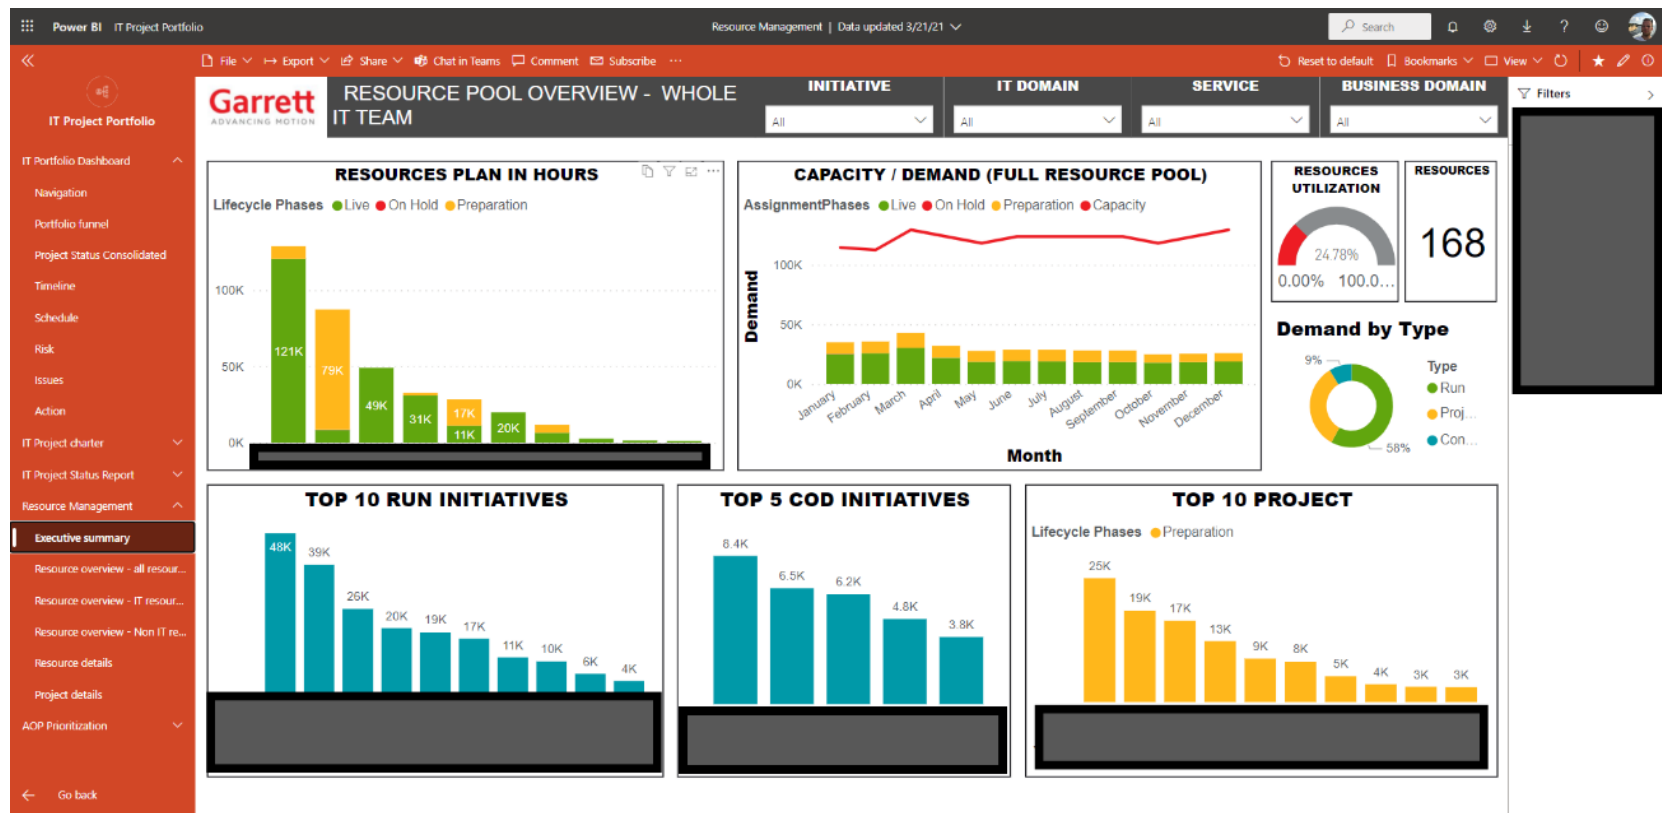 Power BI IT Project Portfolio
Resource Management | Data updated 3/21/21
Search
File Export Share Chat in Teams Comment Subscribe ...
Reset to default Bookmarks View
IT Project Portfolio
IT Portfolio Dashboard
Navigation
Portfolio funnel
Project Status Consolidated
Timeline
Schedule
Risk
Issues
Action
IT Project charter
IT Project Status Report
Resource Management
Executive summary
Resource overview - all resour...
Resource overview - IT resour...
Resource overview - Non IT re...
Resource details
Project details
AOP Prioritization
Go back
Garrett
ADVANCING MOTION
RESOURCE POOL OVERVIEW - WHOLE
IT TEAM
INITIATIVE
All
IT DOMAIN
All
SERVICE
All
BUSINESS DOMAIN
All
Filters
RESOURCES PLAN IN HOURS
Lifecycle Phases Live On Hold Preparation
100K
50K
0K
121K
79K
49K
31K
17K
11K
20K
CAPACITY / DEMAND (FULL RESOURCE POOL)
AssignmentPhases Live On Hold Preparation Capacity
Demand
100K
50K
0K
January February March April May June July August September October November December
Month
RESOURCES
UTILIZATION
24.78%
0.00% 100.0...
RESOURCES
168
Demand by Type
9%
58%
Type
Run
Proj...
Con...
TOP 10 RUN INITIATIVES
48K 39K 26K 20K 19K 17K 11K 10K 6K 4K
TOP 5 COD INITIATIVES
8.4K 6.5K 6.2K 4.8K 3.8K
TOP 10 PROJECT
Lifecycle Phases Preparation
25K 19K 17K 13K 9K 8K 5K 4K 3K 3K